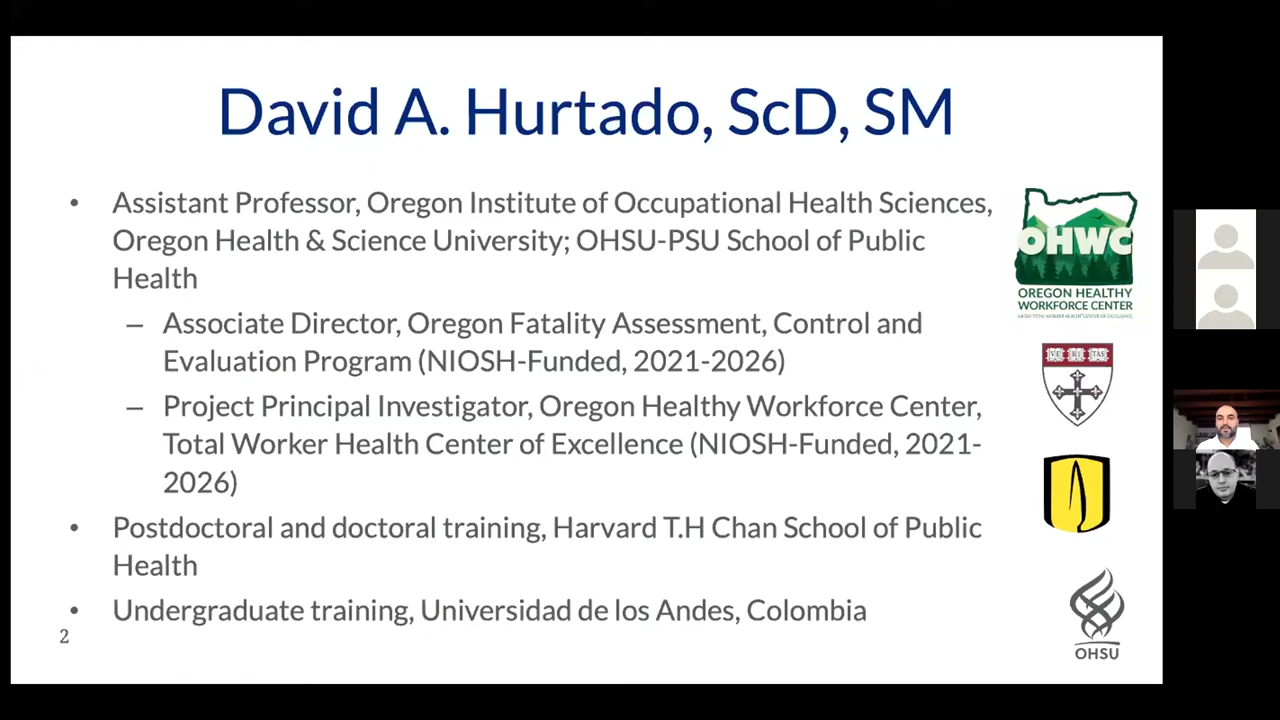 David A. Hurtado, ScD, SM
• Assistant Professor, Oregon Institute of Occupational Health Sciences,
Oregon Health & Science University; OHSU-PSU School of Public
Health
– Associate Director, Oregon Fatality Assessment, Control and
Evaluation Program (NIOSH-Funded, 2021-2026)
– Project Principal Investigator, Oregon Healthy Workforce Center,
Total Worker Health Center of Excellence (NIOSH-Funded, 2021-
2026)
• Postdoctoral and doctoral training, Harvard T.H Chan School of Public
Health
• Undergraduate training, Universidad de los Andes, Colombia
2
OHWC
OREGON HEALTHY
WORKFORCE CENTER
VE RI TAS
OHSU